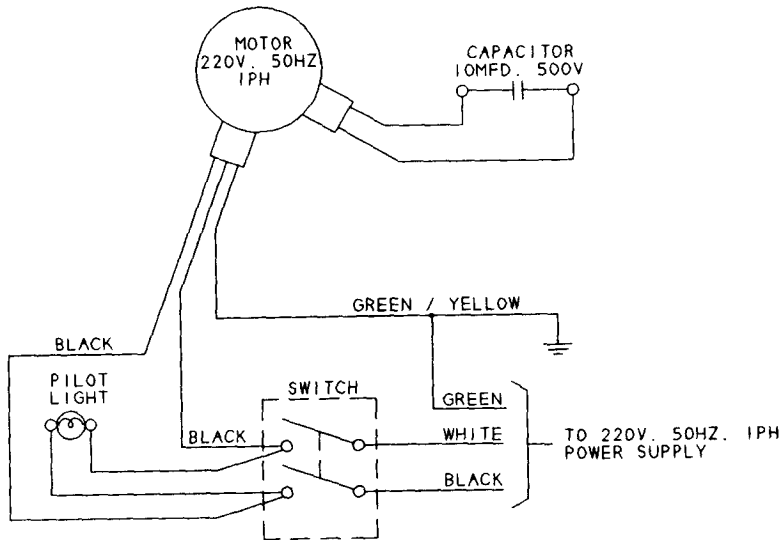 MOTOR
220V. 50HZ
1PH
CAPACITOR
10MFD. 500V
GREEN / YELLOW
BLACK
PILOT
LIGHT
SWITCH
GREEN
BLACK
WHITE
TO 220V. 50HZ. 1PH
POWER SUPPLY
BLACK